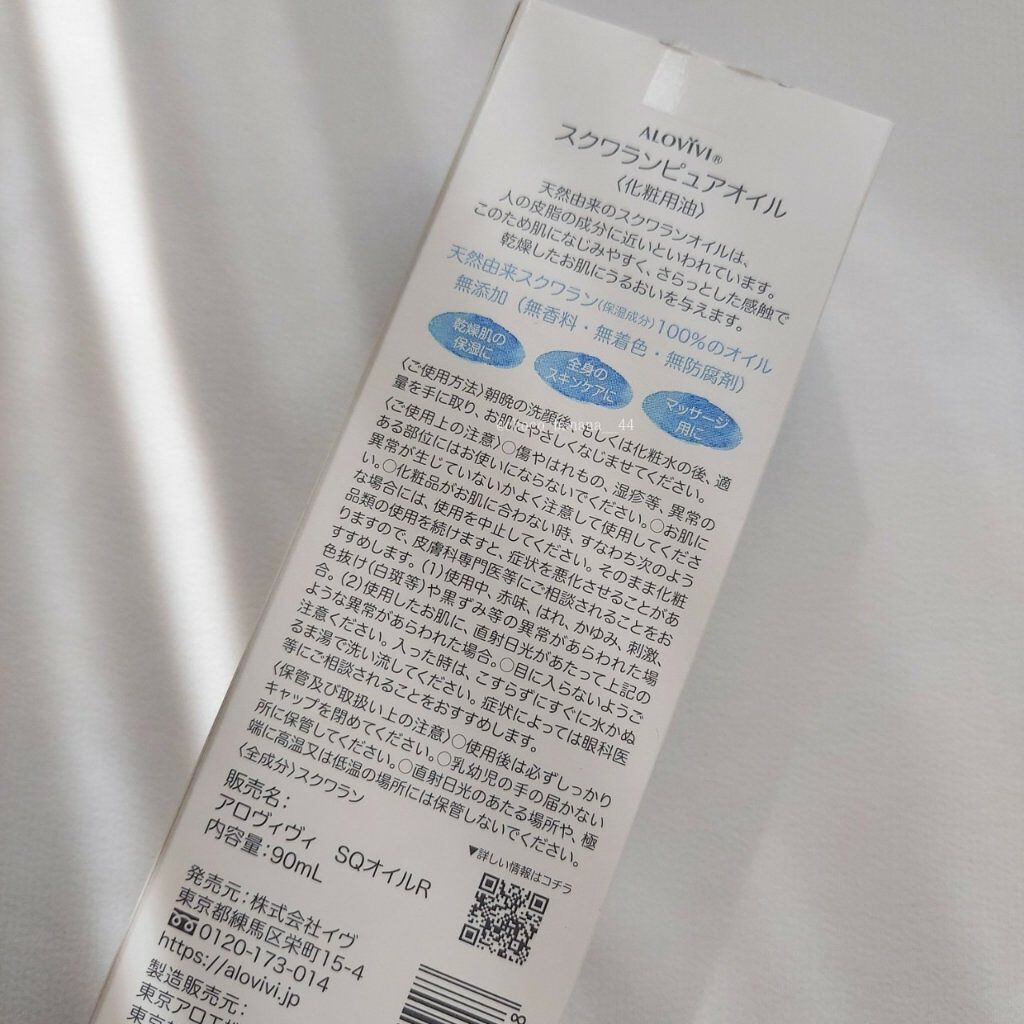 ALOVIVI®
スクワランピュアオイル
〈化粧用油〉
天然由来のスクワランオイルは、
人の皮脂の成分に近いといわれています。
このため肌になじみやすく、さらっとした感触で
乾燥したお肌にうるおいを与えます。
天然由来スクワラン(保湿成分)100%のオイル
無添加（無香料・無着色・無防腐剤）
乾燥肌の
保湿に
全身の
スキンケアに
マッサージ
用に
〈ご使用方法〉朝晩の洗顔後、もしくは化粧水の後、適
量を手に取り、お肌にやさしくなじませてください。
〈ご使用上の注意〉○傷やはれもの、湿疹等、異常の
ある部位にはお使いにならないでください。○お肌に
異常が生じていないかよく注意して使用してくださ
い。○化粧品がお肌に合わない時、すなわち次のよう
な場合には、使用を中止してください。そのまま化粧
品類の使用を続けますと、症状を悪化させることがあ
りますので、皮膚科専門医等にご相談されることをお
すすめします。(1)使用中、赤味、はれ、かゆみ、刺激、
色抜け(白斑等)や黒ずみ等の異常があらわれた場
合。(2)使用したお肌に、直射日光があたって上記の
ような異常があらわれた場合。○目に入らないようご
注意ください。入った時は、こすらずにすぐに水かぬ
るま湯で洗い流してください。症状によっては眼科医
等にご相談されることをおすすめします。
〈保管及び取扱い上の注意〉○使用後は必ずしっかり
キャップを閉めてください。○乳幼児の手の届かない
所に保管してください。○直射日光のあたる場所や、極
端に高温又は低温の場所には保管しないでください。
〈全成分〉スクワラン
販売名：
アロヴィヴィ SQオイルR
内容量：90mL
▼詳しい情報はコチラ
発売元：株式会社イヴ
東京都練馬区栄町15-4
0120-173-014
https://alovivi.jp
製造販売元：
東京アロエ
東京
8